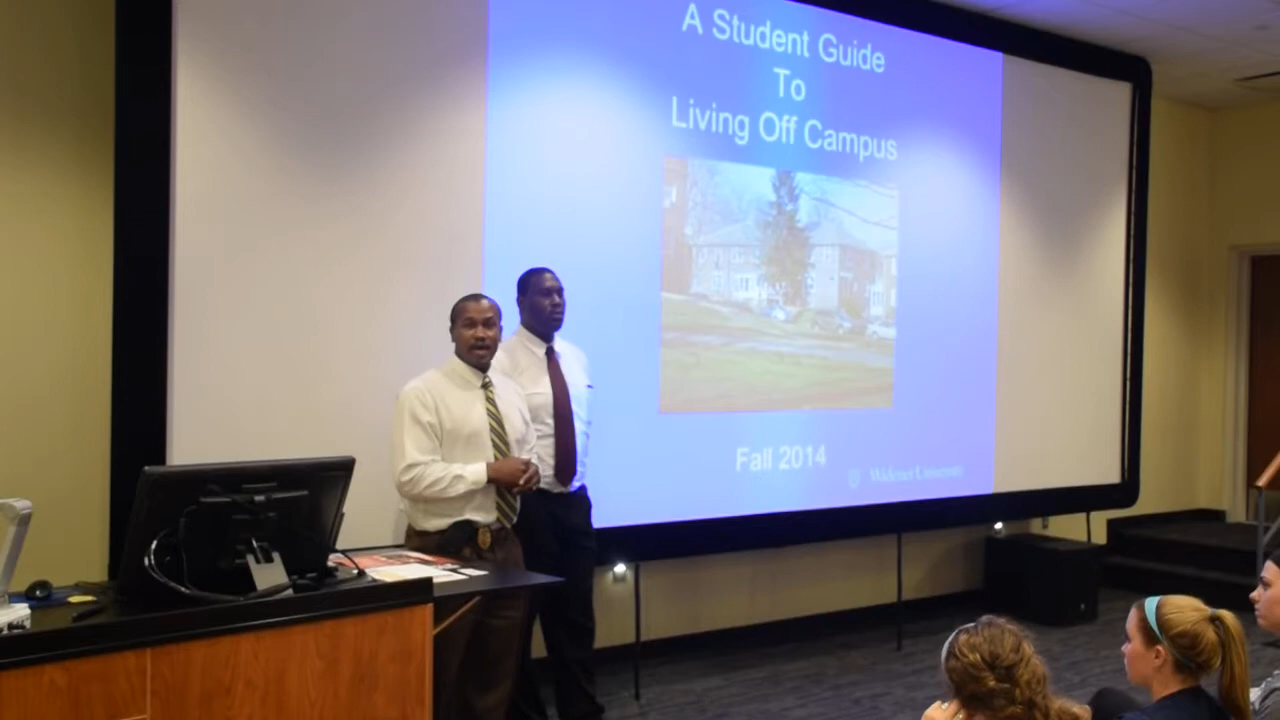 A Student Guide
To
Living Off Campus
Fall 2014
Widener University